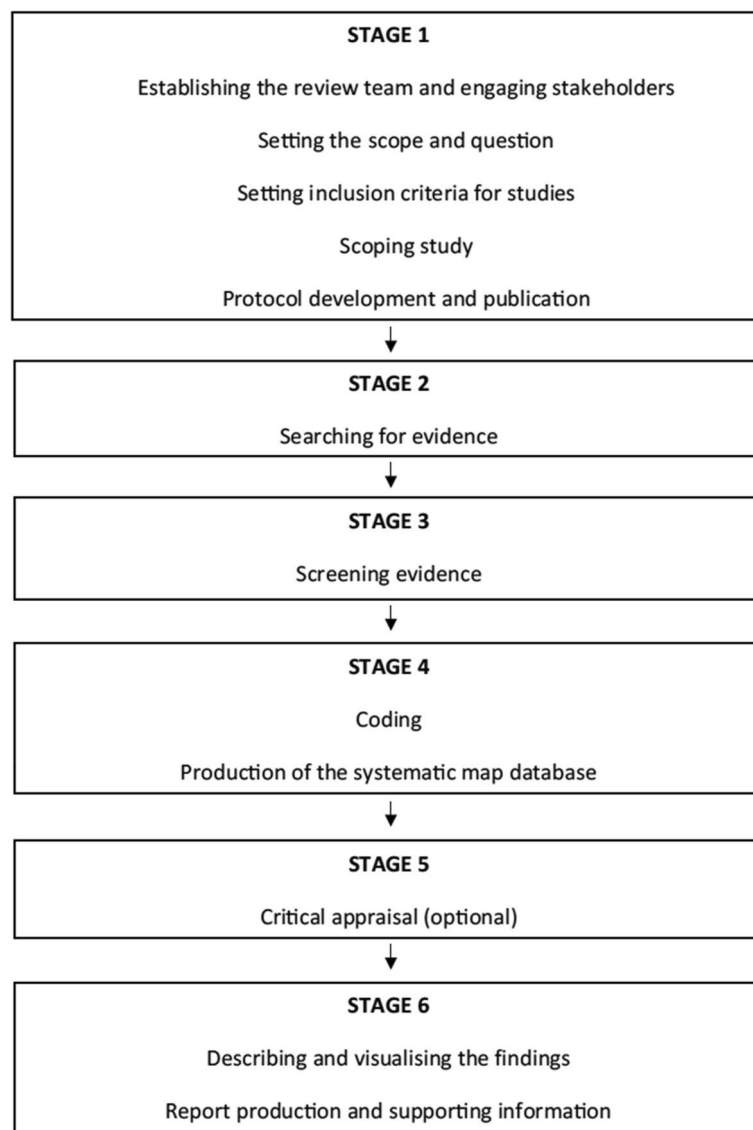 STAGE 1
Establishing the review team and engaging stakeholders
Setting the scope and question
Setting inclusion criteria for studies
Scoping study
Protocol development and publication
STAGE 2
Searching for evidence
STAGE 3
Screening evidence
STAGE 4
Coding
Production of the systematic map database
STAGE 5
Critical appraisal (optional)
STAGE 6
Describing and visualising the findings
Report production and supporting information